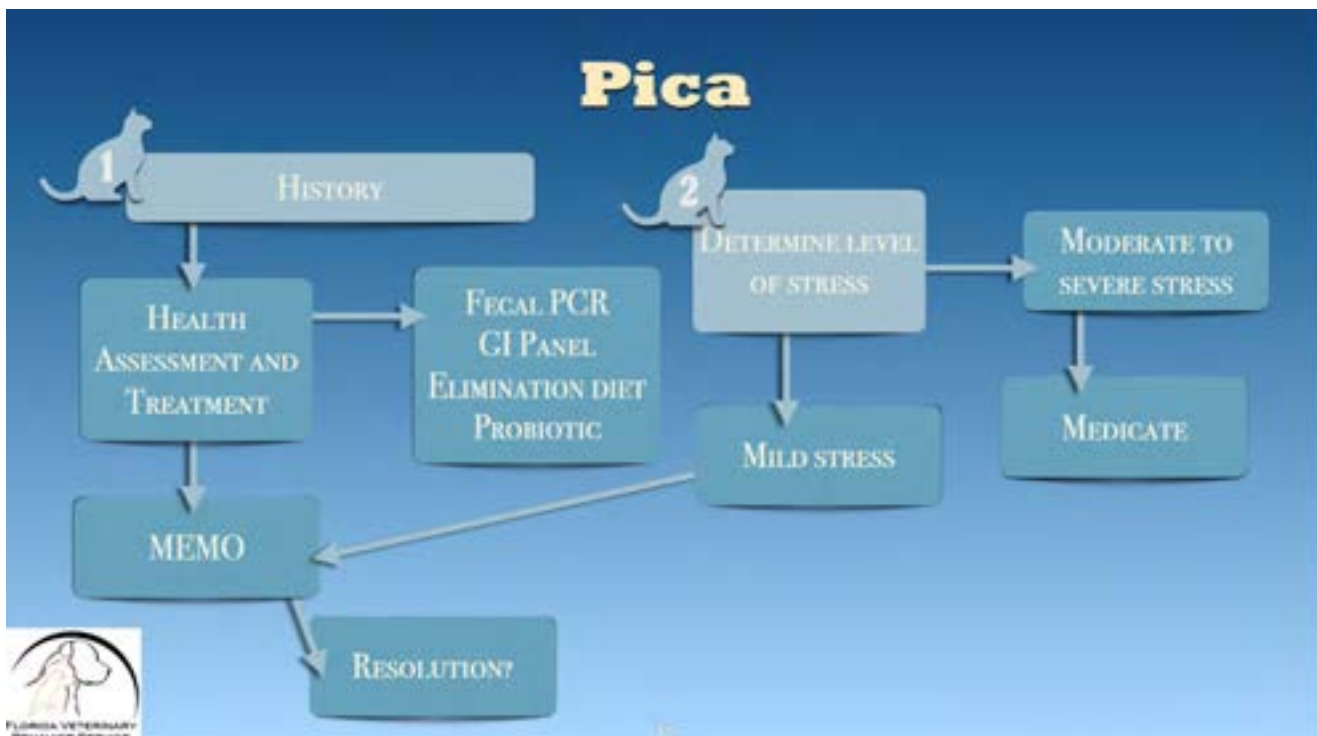 Pica
1
History
Health
Assessment and
Treatment
Fecal PCR
GI Panel
Elimination diet
Probiotic
MEMO
Resolution?
2
Determine level
of stress
Moderate to
severe stress
Mild stress
Medicate
Florida Veterinary